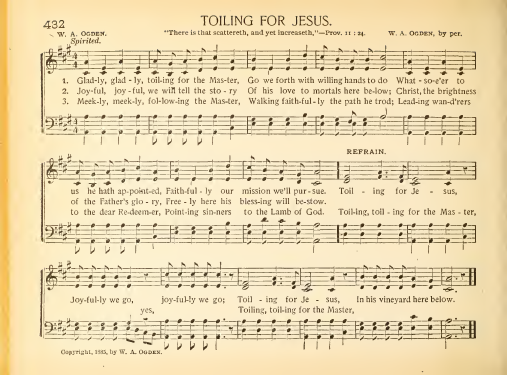 432
TOILING FOR JESUS.
W. A. OGDEN.
"There is that scattereth, and yet increaseth,"—PROV. 11 : 24.
W. A. OGDEN, by per.
Spirited.
1. Glad-ly, glad - ly, toil-ing for the Mas-ter, Go we forth with willing hands to do What - so-e'er to
2. Joy-ful, joy-ful, we will tell the sto - ry Of his love to mortals here be-low; Christ, the brightness
3. Meek-ly, meek-ly, fol-low-ing the Mas-ter, Walking faith-ful-ly the path he trod; Lead-ing wan-d'rers
REFRAIN.
us he hath ap-point-ed, Faith-ful - ly our mission we'll pur-sue. Toil - ing for Je - sus,
of the Father's glo - ry, Free - ly here his bless-ing will be-stow.
to the dear Re-deem-er, Point-ing sin-ners to the Lamb of God. Toil-ing, toil - ing for the Mas - ter,
Joy-ful-ly we go, joy-ful-ly we go; Toil - ing for Je - sus, In his vineyard here below.
yes, Toiling, toil-ing for the Master,
Copyright, 1885, by W. A. OGDEN.